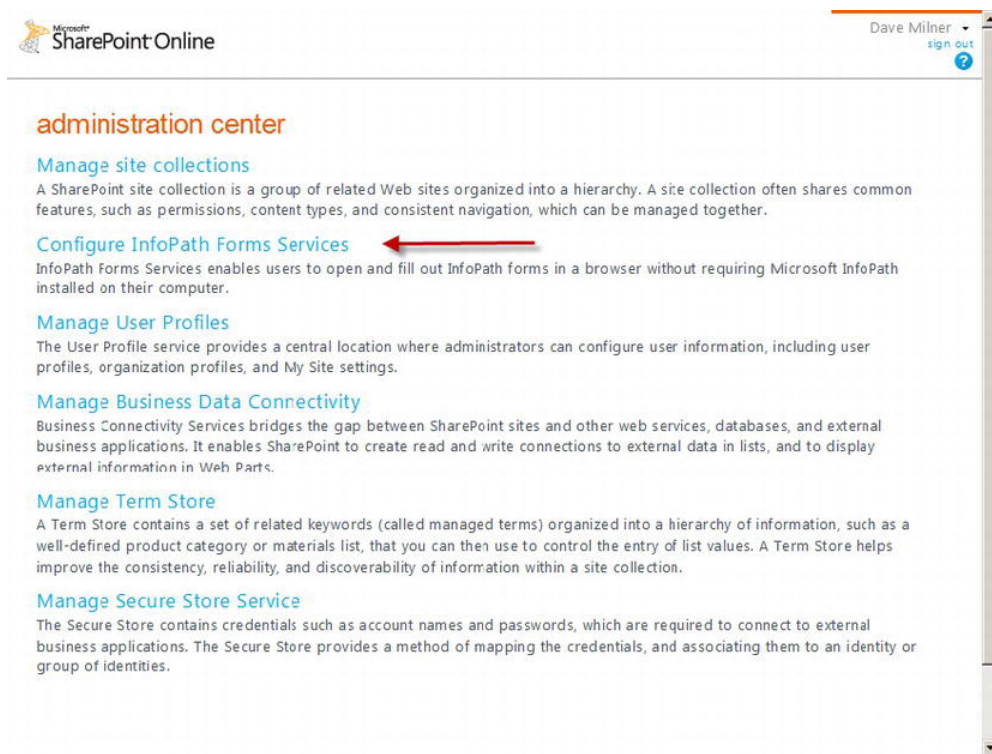 Microsoft®
SharePoint Online
Dave Milner
sign out
?
administration center
Manage site collections
A SharePoint site collection is a group of related Web sites organized into a hierarchy. A site collection often shares common
features, such as permissions, content types, and consistent navigation, which can be managed together.
Configure InfoPath Forms Services
InfoPath Forms Services enables users to open and fill out InfoPath forms in a browser without requiring Microsoft InfoPath
installed on their computer.
Manage User Profiles
The User Profile service provides a central location where administrators can configure user information, including user
profiles, organization profiles, and My Site settings.
Manage Business Data Connectivity
Business Connectivity Services bridges the gap between SharePoint sites and other web services, databases, and external
business applications. It enables SharePoint to create read and write connections to external data in lists, and to display
external information in Web Parts.
Manage Term Store
A Term Store contains a set of related keywords (called managed terms) organized into a hierarchy of information, such as a
well-defined product category or materials list, that you can then use to control the entry of list values. A Term Store helps
improve the consistency, reliability, and discoverability of information within a site collection.
Manage Secure Store Service
The Secure Store contains credentials such as account names and passwords, which are required to connect to external
business applications. The Secure Store provides a method of mapping the credentials, and associating them to an identity or
group of identities.